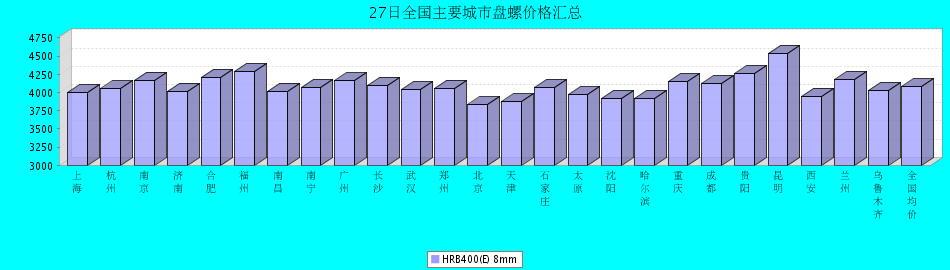 27日全国主要城市盘螺价格汇总
4750
4500
4250
4000
3750
3500
3250
3000
上海
杭州
南京
济南
合肥
福州
南昌
南宁
广州
长沙
武汉
郑州
北京
天津
石家庄
太原
沈阳
哈尔滨
重庆
成都
贵阳
昆明
西安
兰州
乌鲁木齐
全国均价
HRB400(E) 8mm